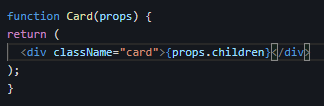 function Card(props) {
return (
<div className="card">{props.children}</div>
);
}